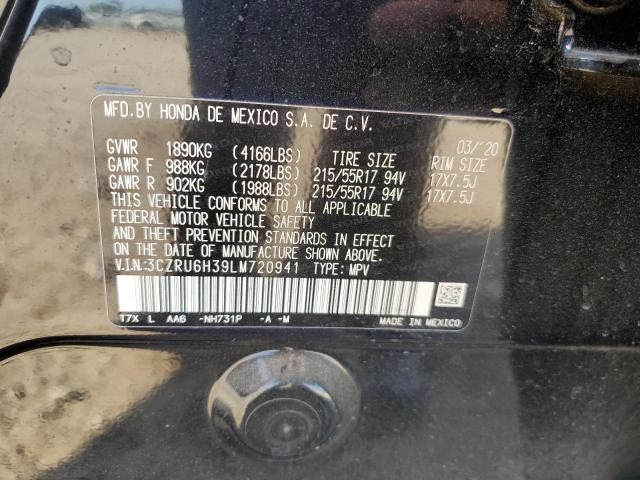 MFD.BY HONDA DE MEXICO S.A. DE C.V.
03/'20
GVWR 1890KG (4166LBS) TIRE SIZE RIM SIZE
GAWR F 988KG (2178LBS) 215/55R17 94V 17X7.5J
GAWR R 902KG (1988LBS) 215/55R17 94V 17X7.5J
THIS VEHICLE CONFORMS TO ALL APPLICABLE
FEDERAL MOTOR VEHICLE SAFETY
AND THEFT PREVENTION STANDARDS IN EFFECT
ON THE DATE OF MANUFACTURE SHOWN ABOVE.
V.I.N:3CZRU6H39LM720941 TYPE: MPV
T7X L AA6 -NH731P -A -M MADE IN MEXICO